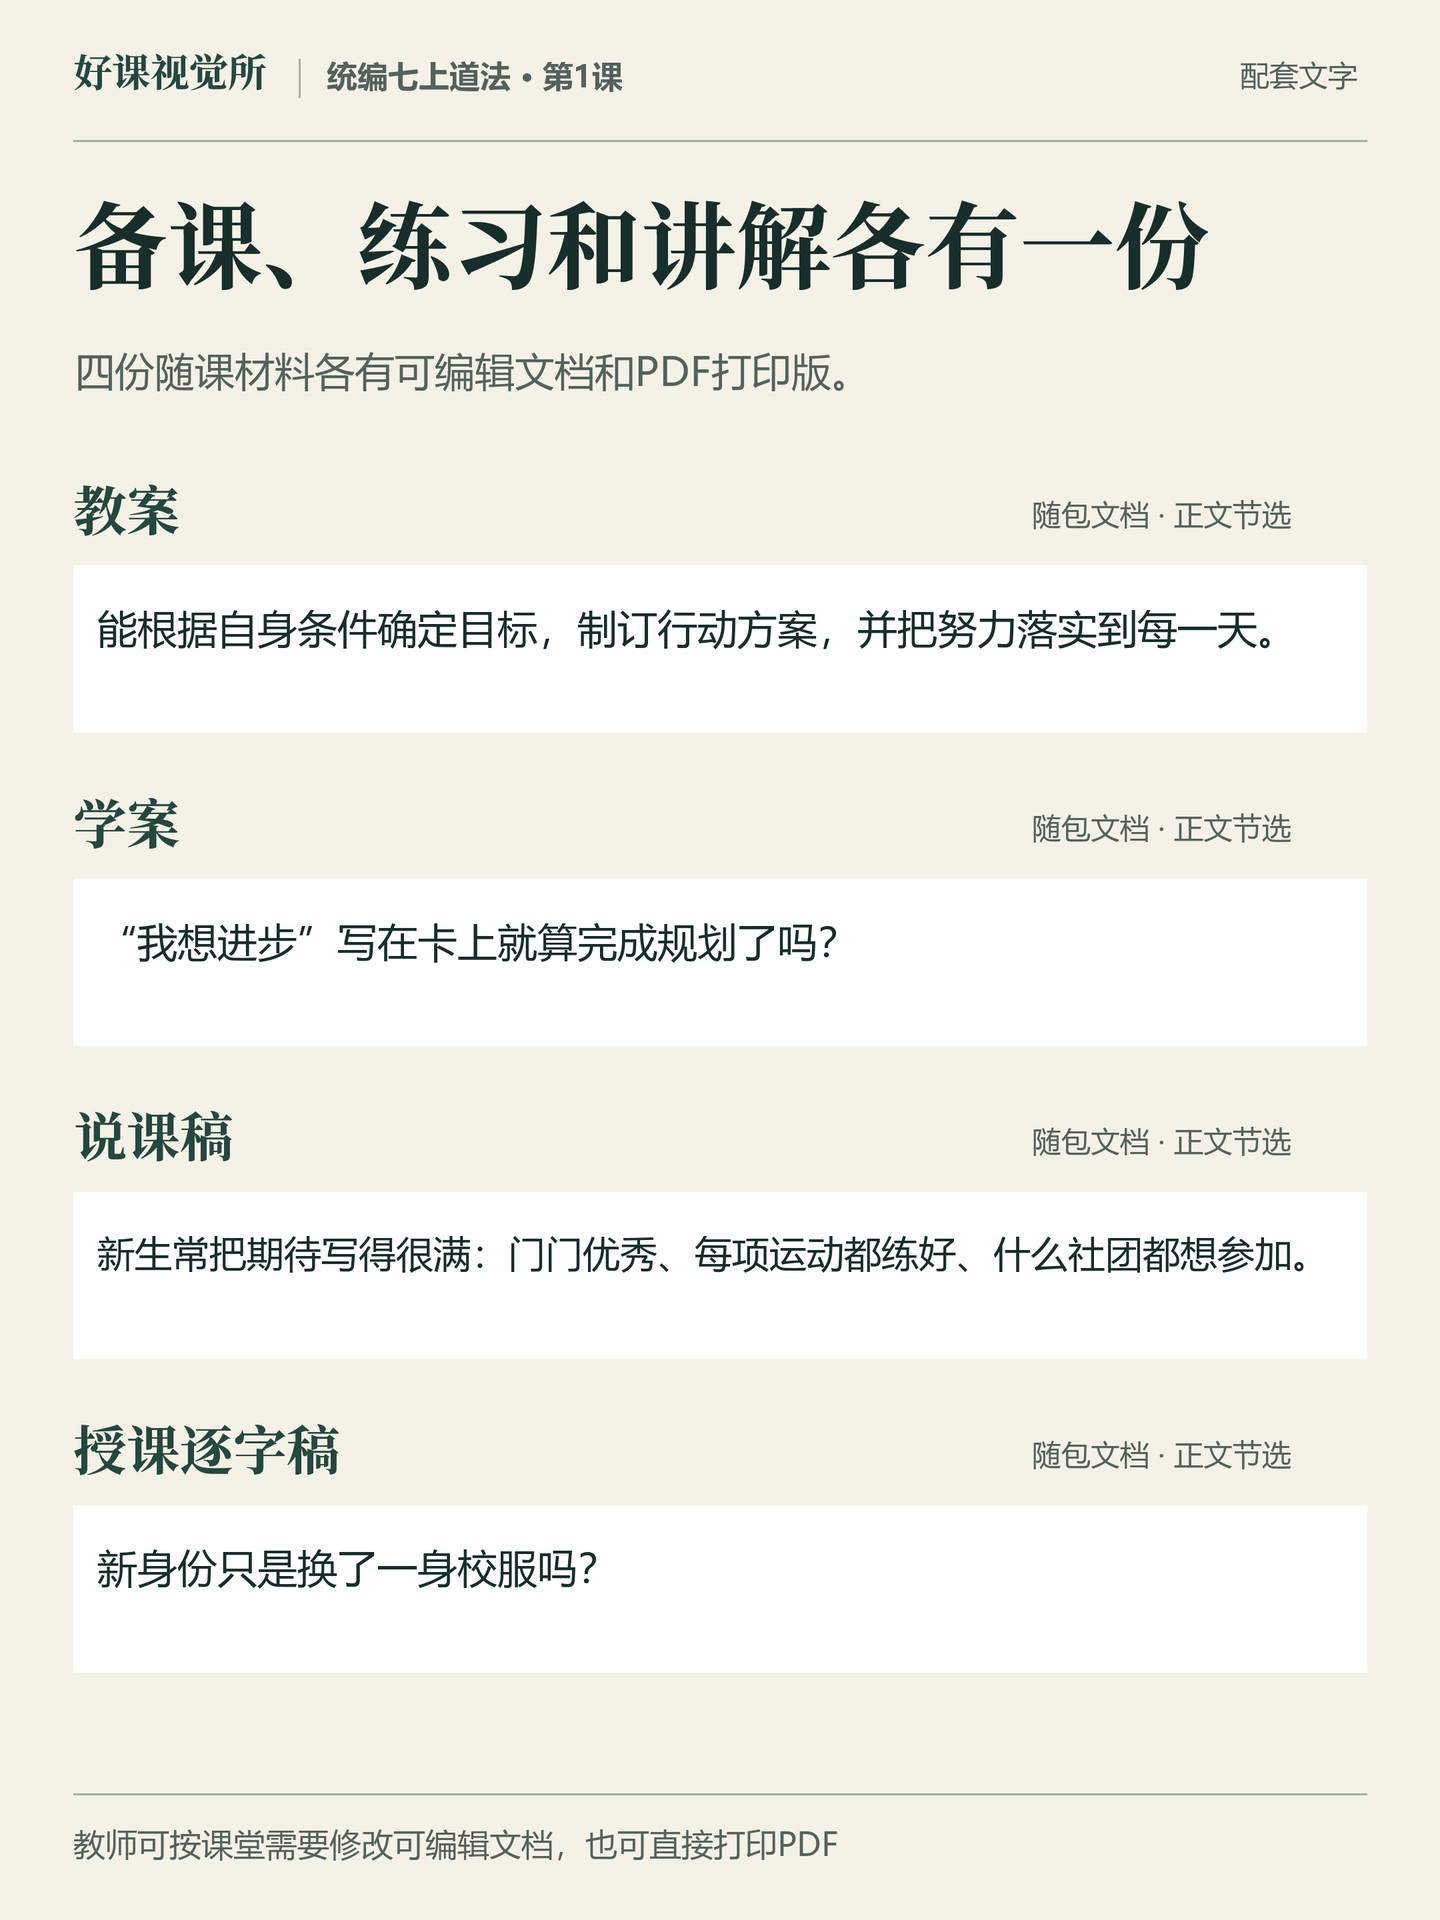 好课视觉所 | 统编七上道法·第1课 配套文字
备课、练习和讲解各有一份
四份随课材料各有可编辑文档和PDF打印版。
教案 随包文档·正文节选
能根据自身条件确定目标，制订行动方案，并把努力落实到每一天。
学案 随包文档·正文节选
“我想进步”写在卡上就算完成规划了吗？
说课稿 随包文档·正文节选
新生常把期待写得很满：门门优秀、每项运动都练好、什么社团都想参加。
授课逐字稿 随包文档·正文节选
新身份只是换了一身校服吗？
教师可按课堂需要修改可编辑文档，也可直接打印PDF